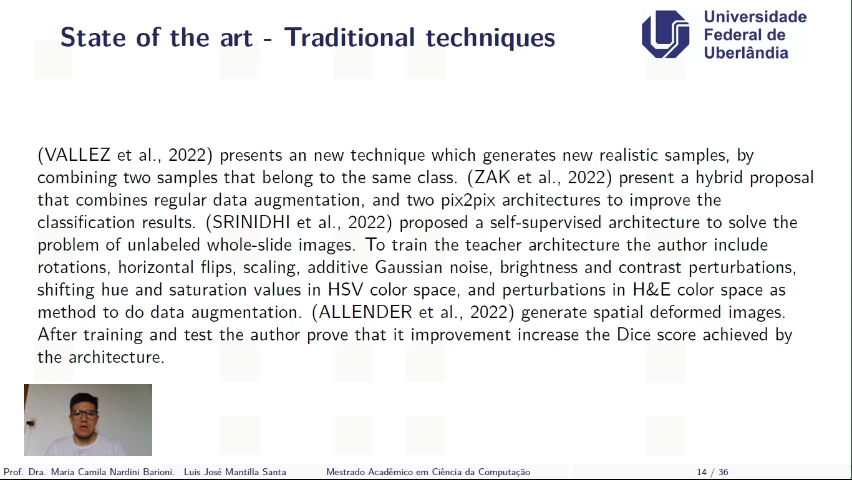 State of the art - Traditional techniques
Universidade
Federal de
Uberlândia
(VALLEZ et al., 2022) presents an new technique which generates new realistic samples, by
combining two samples that belong to the same class. (ZAK et al., 2022) present a hybrid proposal
that combines regular data augmentation, and two pix2pix architectures to improve the
classification results. (SRINIDHI et al., 2022) proposed a self-supervised architecture to solve the
problem of unlabeled whole-slide images. To train the teacher architecture the author include
rotations, horizontal flips, scaling, additive Gaussian noise, brightness and contrast perturbations,
shifting hue and saturation values in HSV color space, and perturbations in H&E color space as
method to do data augmentation. (ALLENDER et al., 2022) generate spatial deformed images.
After training and test the author prove that it improvement increase the Dice score achieved by
the architecture.
Prof. Dra. Maria Camila Nardini Barioni. Luis José Mantilla Santa Mestrado Acadêmico em Ciência da Computação 14 / 36